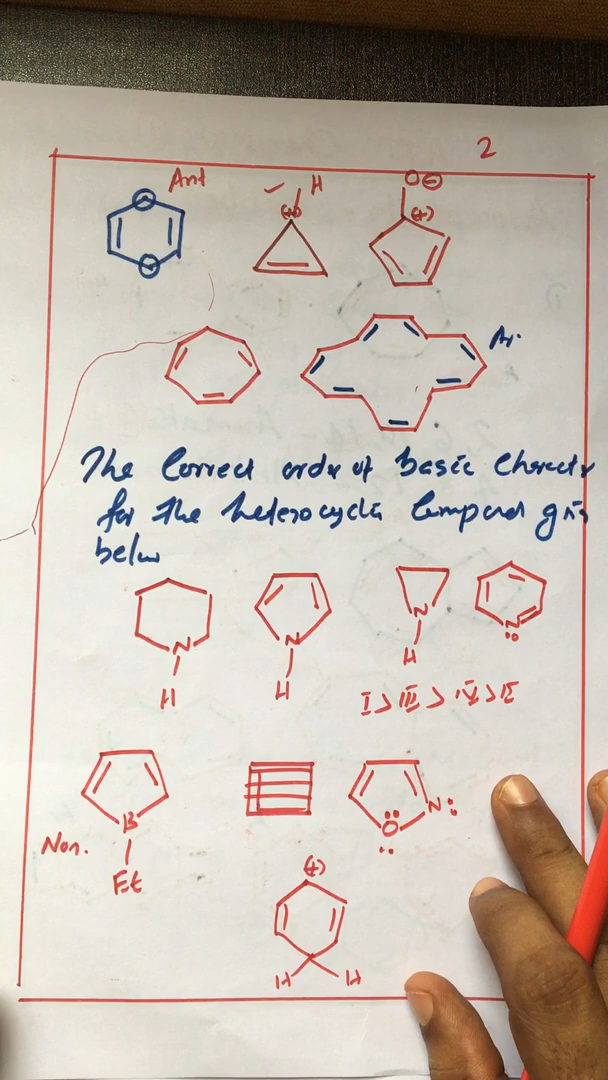 2
Ant
H
(+)
O⊖
(+)
Ar.
The Correct order of basic Charectr
for the heterocyclic Compound given
below
N
H
N
H
N
H
N
I > III > IV > II
B
Et
Non.
O
N
(+)
H H